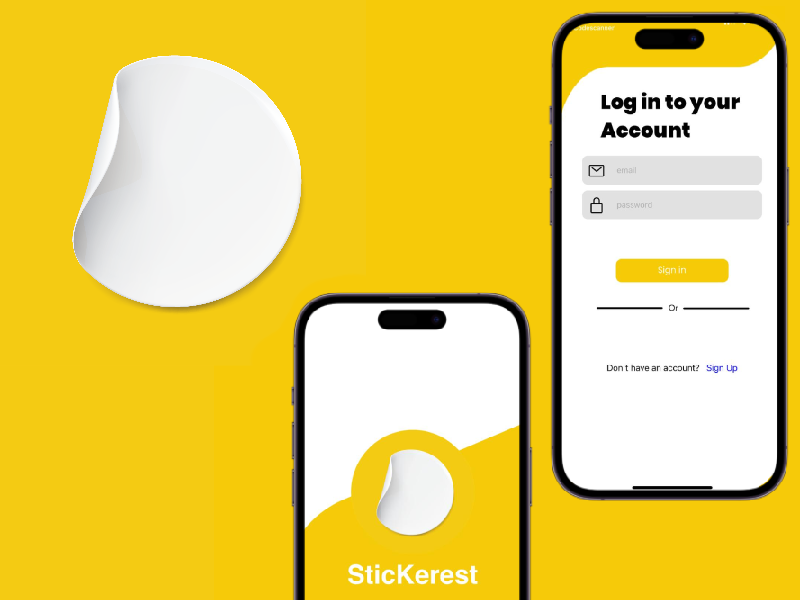 Log in to your
Account
email
password
Sign in
Or
Don't have an account? Sign Up
SticKerest